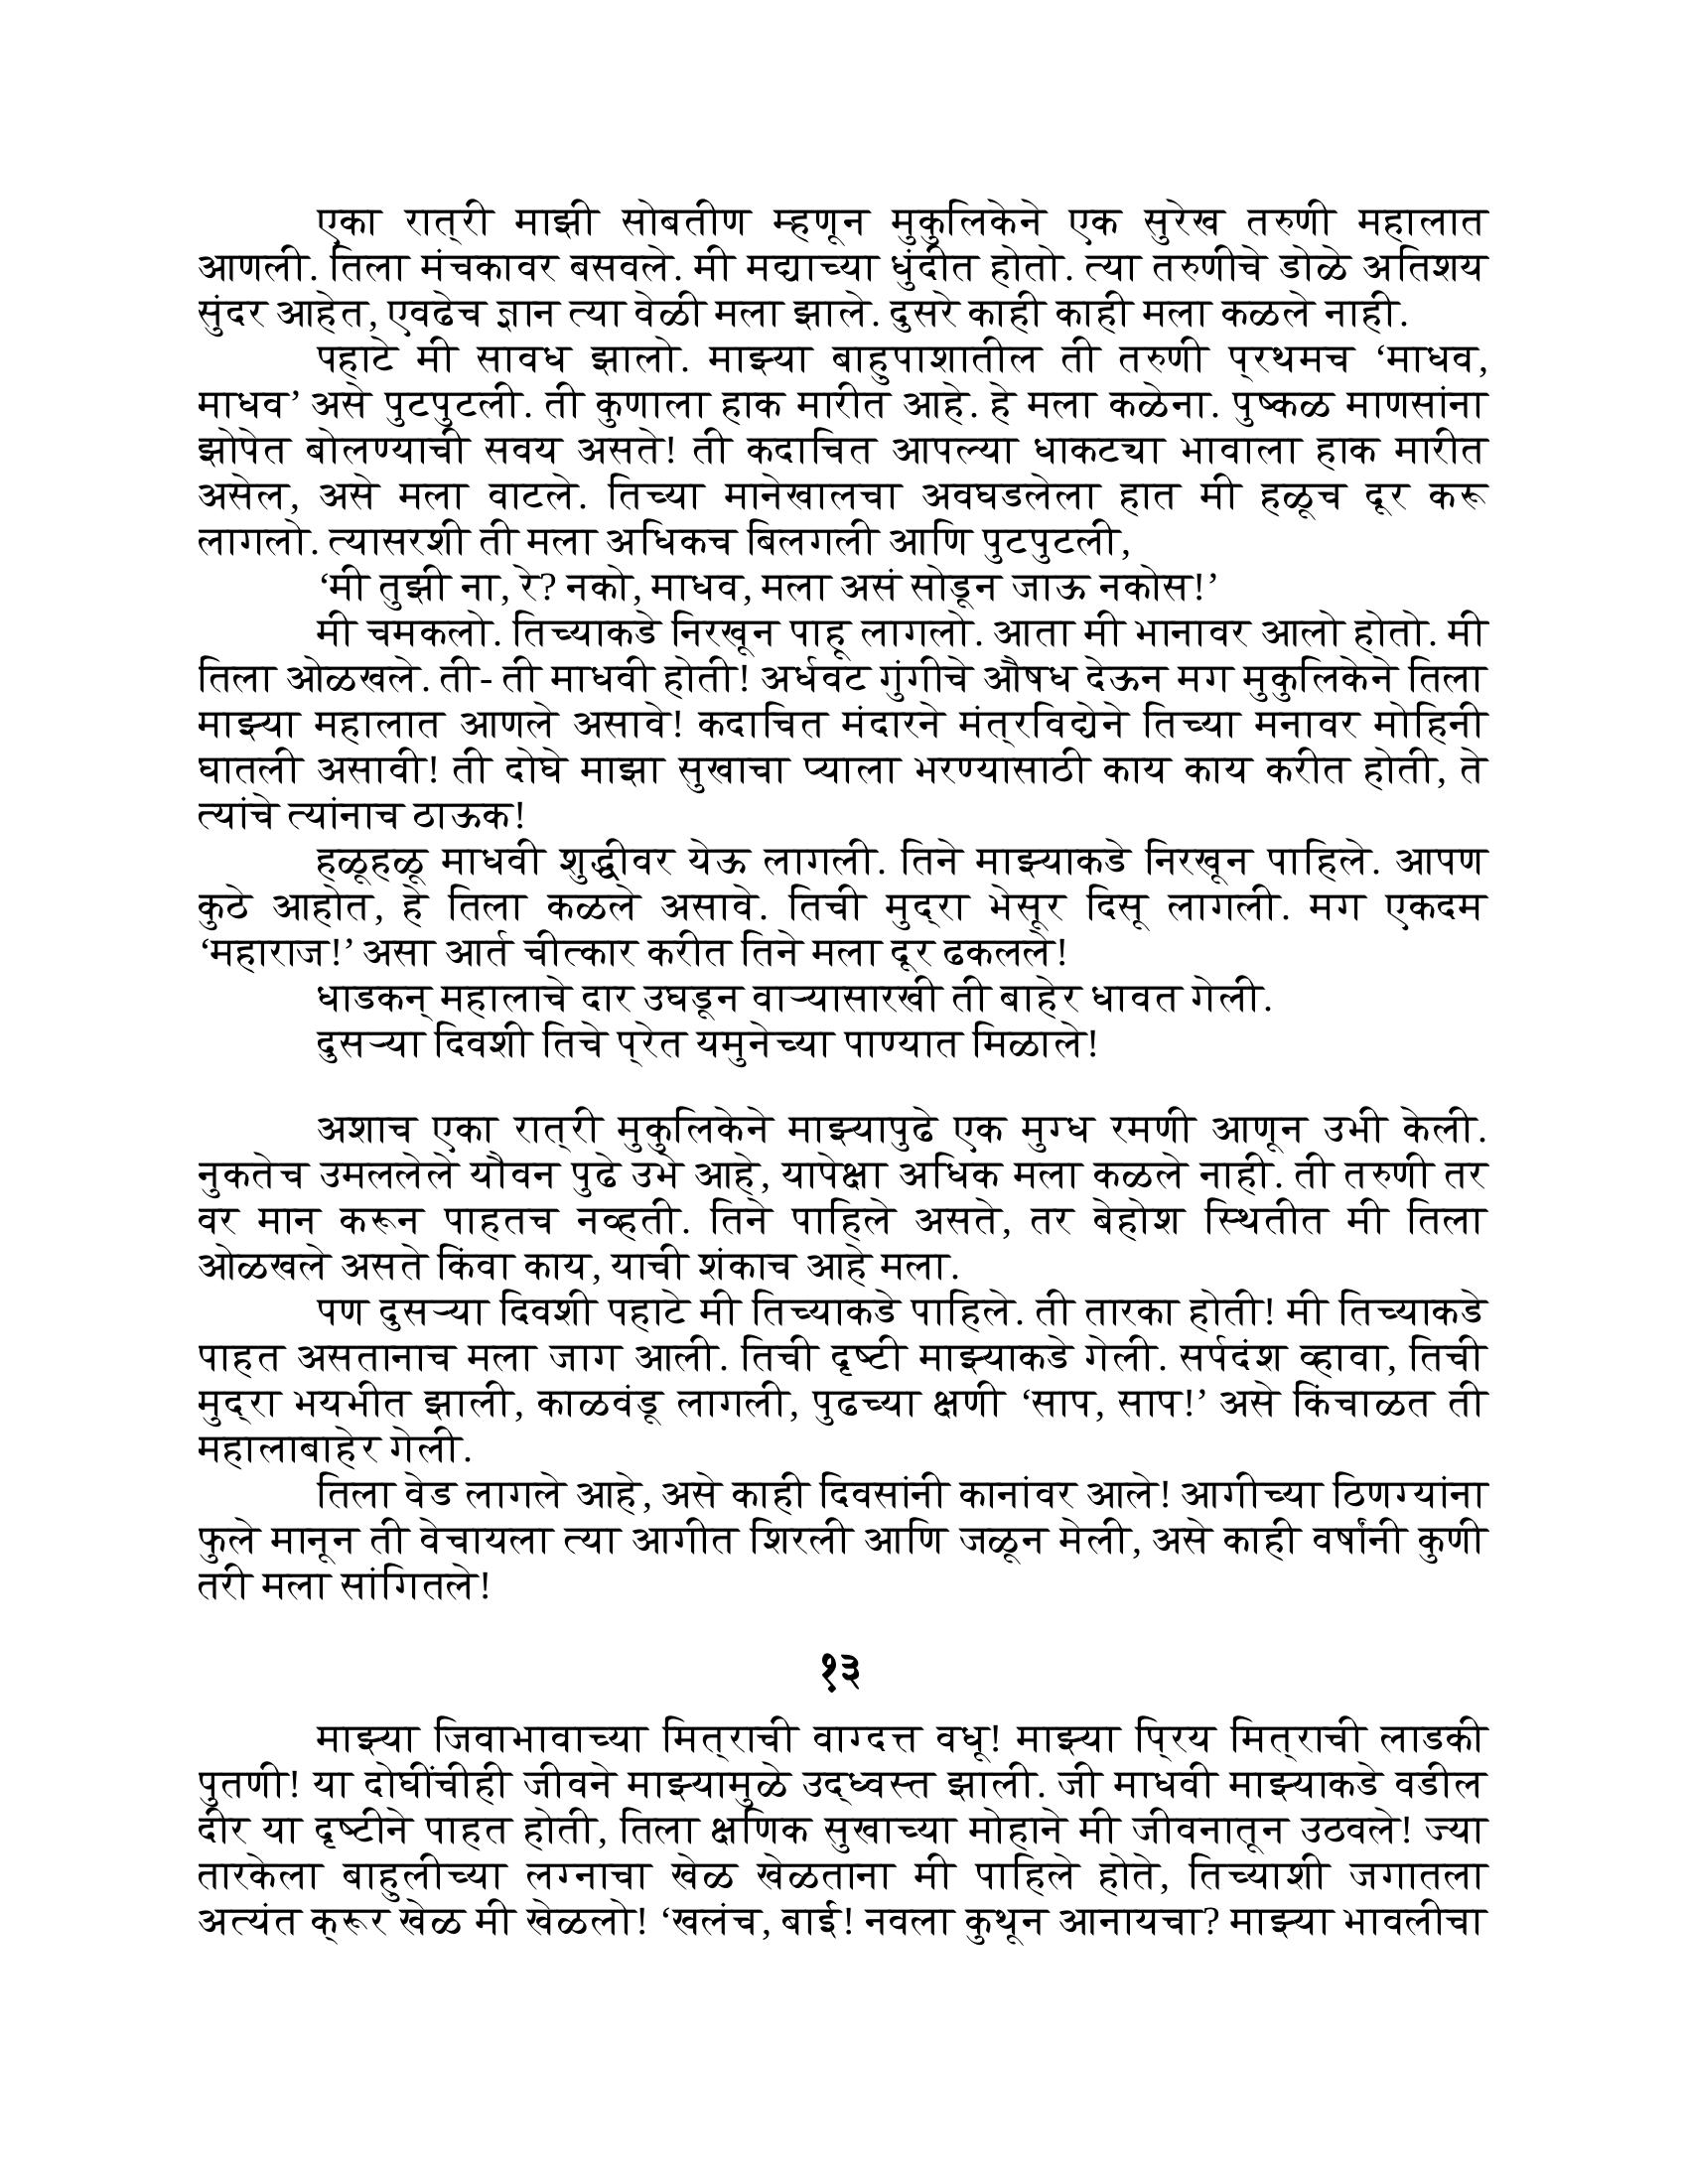 एका रात्री माझी सोबतीण म्हणून मुकुलिकेने एक सुरेख तरुणी महालात
आणली. तिला मंचकावर बसवले. मी मद्याच्या धुंदीत होतो. त्या तरुणीचे डोळे अतिशय
सुंदर आहेत, एवढेच ज्ञान त्या वेळी मला झाले. दुसरे काही काही मला कळले नाही.
पहाटे मी सावध झालो. माझ्या बाहुपाशातील ती तरुणी प्रथमच ‘माधव,
माधव’ असे पुटपुटली. ती कुणाला हाक मारीत आहे. हे मला कळेना. पुष्कळ माणसांना
झोपेत बोलण्याची सवय असते! ती कदाचित आपल्या धाकट्या भावाला हाक मारीत
असेल, असे मला वाटले. तिच्या मानेखालचा अवघडलेला हात मी हळूच दूर करू
लागलो. त्यासरशी ती मला अधिकच बिलगली आणि पुटपुटली,
‘मी तुझी ना, रे? नको, माधव, मला असं सोडून जाऊ नकोस!’
मी चमकलो. तिच्याकडे निरखून पाहू लागलो. आता मी भानावर आलो होतो. मी
तिला ओळखले. ती- ती माधवी होती! अर्धवट गुंगीचे औषध देऊन मग मुकुलिकेने तिला
माझ्या महालात आणले असावे! कदाचित मंदारने मंत्रविद्येने तिच्या मनावर मोहिनी
घातली असावी! ती दोघे माझा सुखाचा प्याला भरण्यासाठी काय काय करीत होती, ते
त्यांचे त्यांनाच ठाऊक!
हळूहळू माधवी शुद्धीवर येऊ लागली. तिने माझ्याकडे निरखून पाहिले. आपण
कुठे आहोत, हे तिला कळले असावे. तिची मुद्रा भेसूर दिसू लागली. मग एकदम
‘महाराज!’ असा आर्त चीत्कार करीत तिने मला दूर ढकलले!
धाडकन् महालाचे दार उघडून वाऱ्यासारखी ती बाहेर धावत गेली.
दुसऱ्या दिवशी तिचे प्रेत यमुनेच्या पाण्यात मिळाले!
अशाच एका रात्री मुकुलिकेने माझ्यापुढे एक मुग्ध रमणी आणून उभी केली.
नुकतेच उमललेले यौवन पुढे उभे आहे, यापेक्षा अधिक मला कळले नाही. ती तरुणी तर
वर मान करून पाहतच नव्हती. तिने पाहिले असते, तर बेहोश स्थितीत मी तिला
ओळखले असते किंवा काय, याची शंकाच आहे मला.
पण दुसऱ्या दिवशी पहाटे मी तिच्याकडे पाहिले. ती तारका होती! मी तिच्याकडे
पाहत असतानाच मला जाग आली. तिची दृष्टी माझ्याकडे गेली. सर्पदंश व्हावा, तिची
मुद्रा भयभीत झाली, काळवंडू लागली, पुढच्या क्षणी ‘साप, साप!’ असे किंचाळत ती
महालाबाहेर गेली.
तिला वेड लागले आहे, असे काही दिवसांनी कानांवर आले! आगीच्या ठिणग्यांना
फुले मानून ती वेचायला त्या आगीत शिरली आणि जळून मेली, असे काही वर्षांनी कुणी
तरी मला सांगितले!
१३
माझ्या जिवाभावाच्या मित्राची वाग्दत्त वधू! माझ्या प्रिय मित्राची लाडकी
पुतणी! या दोघींचीही जीवने माझ्यामुळे उद्ध्वस्त झाली. जी माधवी माझ्याकडे वडील
दीर या दृष्टीने पाहत होती, तिला क्षणिक सुखाच्या मोहाने मी जीवनातून उठवले! ज्या
तारकेला बाहुलीच्या लग्नाचा खेळ खेळताना मी पाहिले होते, तिच्याशी जगातला
अत्यंत क्रूर खेळ मी खेळलो! ‘खलंच, बाई! नवला कुथून आनायचा? माझ्या भावलीचा